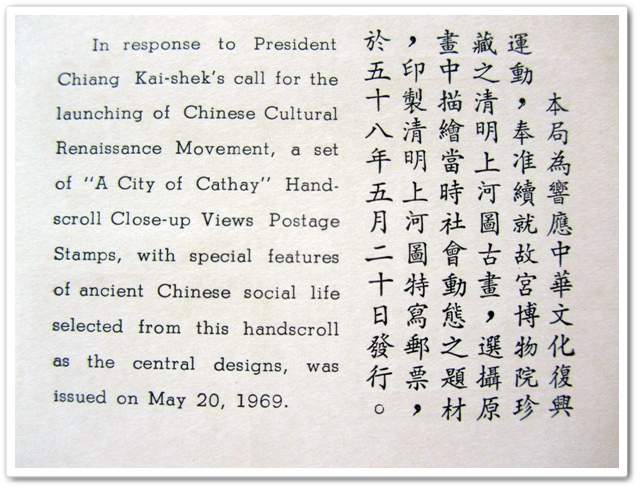 In response to President
Chiang Kai-shek's call for the
launching of Chinese Cultural
Renaissance Movement, a set
of "A City of Cathay" Hand-
scroll Close-up Views Postage
Stamps, with special features
of ancient Chinese social life
selected from this handscroll
as the central designs, was
issued on May 20, 1969.
本局為響應中華文化復興
運動，奉准續就故宮博物院珍
藏之清明上河圖古畫，選攝原
畫中描繪當時社會動態之題材
，印製清明上河圖特寫郵票，
於五十八年五月二十日發行。